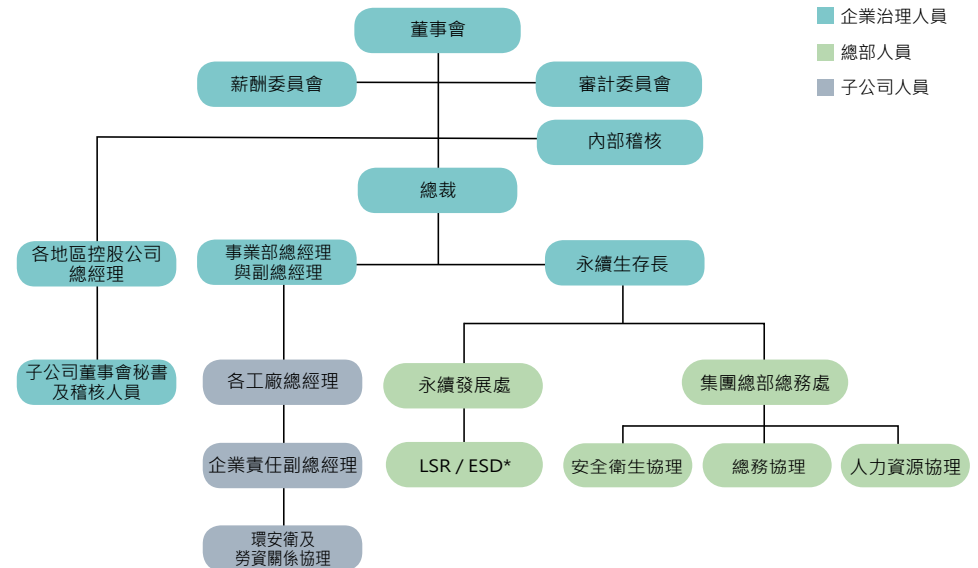 董事會
企業治理人員
總部人員
子公司人員
薪酬委員會
審計委員會
內部稽核
總裁
各地區控股公司
總經理
事業部總經理
與副總經理
永續生存長
子公司董事會秘書
及稽核人員
各工廠總經理
永續發展處
集團總部總務處
企業責任副總經理
LSR / ESD*
安全衛生協理
總務協理
人力資源協理
環安衛及
勞資關係協理